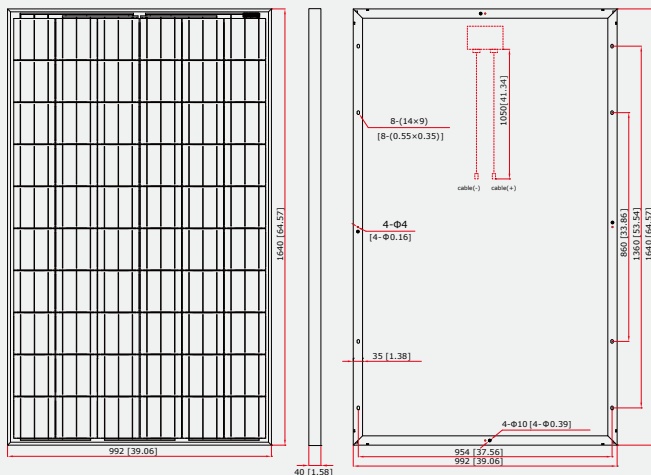 1640 [64.57]
992 [39.06]
40 [1.58]
1050[41.34]
cable(-)
cable(+)
8-(14×9)
[8-(0.55×0.35)]
4-Φ4
[4-Φ0.16]
35 [1.38]
860 [33.86]
1360 [53.54]
1640 [64.57]
4-Φ10 [4-Φ0.39]
954 [37.56]
992 [39.06]